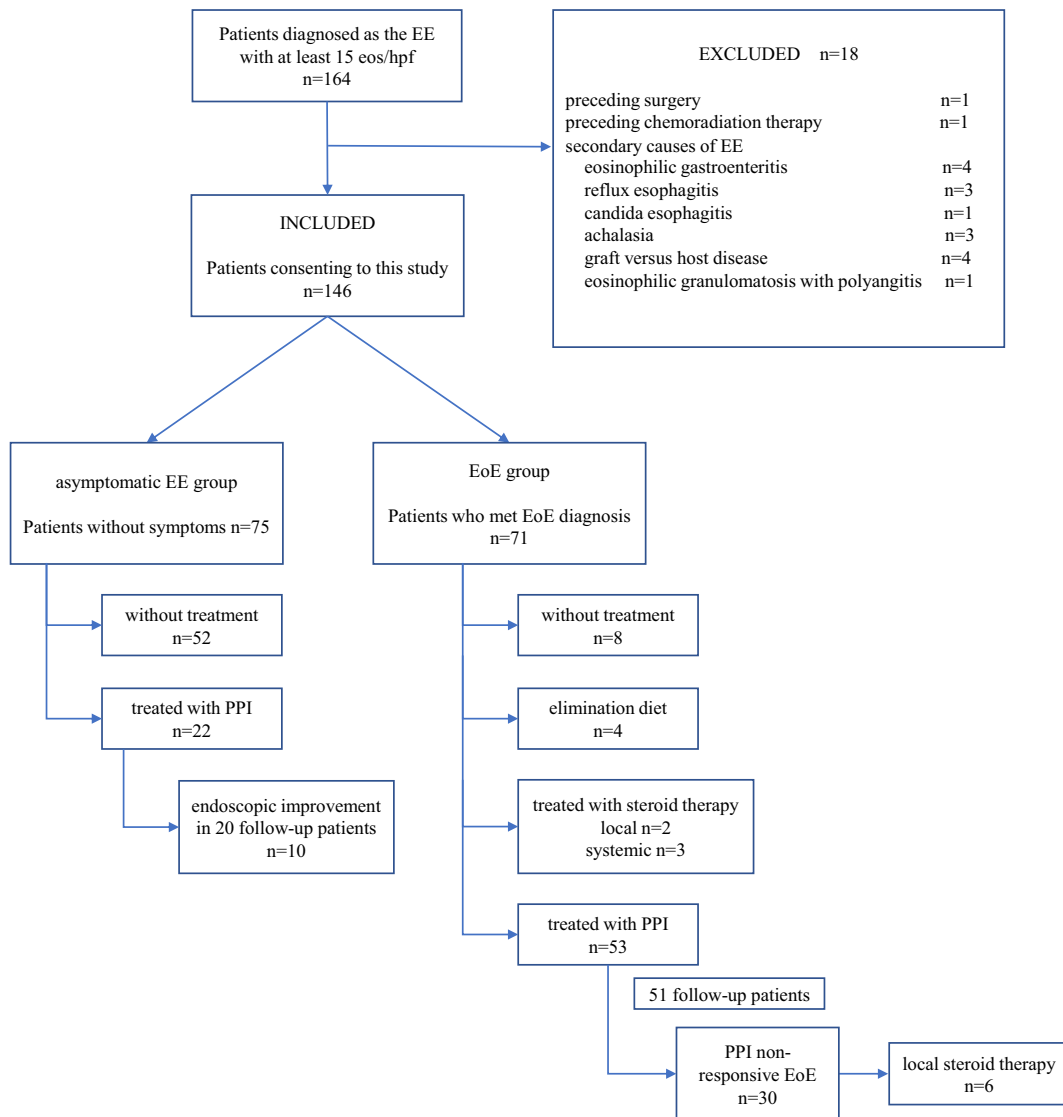 Patients diagnosed as the EE
with at least 15 eos/hpf
n=164
EXCLUDED n=18
preceding surgery n=1
preceding chemoradiation therapy n=1
secondary causes of EE
eosinophilic gastroenteritis n=4
reflux esophagitis n=3
candida esophagitis n=1
achalasia n=3
graft versus host disease n=4
eosinophilic granulomatosis with polyangitis n=1
INCLUDED
Patients consenting to this study
n=146
asymptomatic EE group
Patients without symptoms n=75
EoE group
Patients who met EoE diagnosis
n=71
without treatment
n=52
without treatment
n=8
treated with PPI
n=22
elimination diet
n=4
endoscopic improvement
in 20 follow-up patients
n=10
treated with steroid therapy
local n=2
systemic n=3
treated with PPI
n=53
51 follow-up patients
PPI non-
responsive EoE
n=30
local steroid therapy
n=6